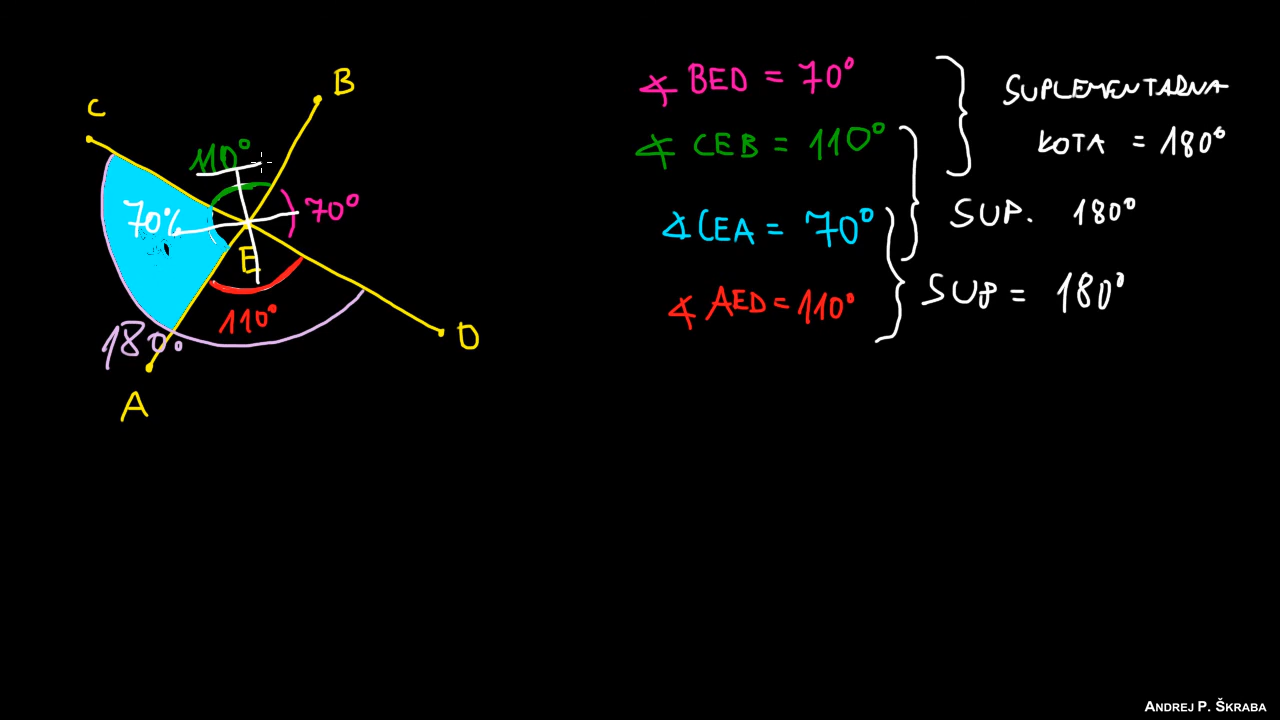 C
B
110°
70°
70%
E
110°
180°
D
A
∢ BED = 70°
∢ CEB = 110°
∢ CEA = 70°
∢ AED = 110°
SUPLEMENTARNA
KOTA = 180°
SUP. 180°
SUP = 180°
ANDREJ P. ŠKRABA